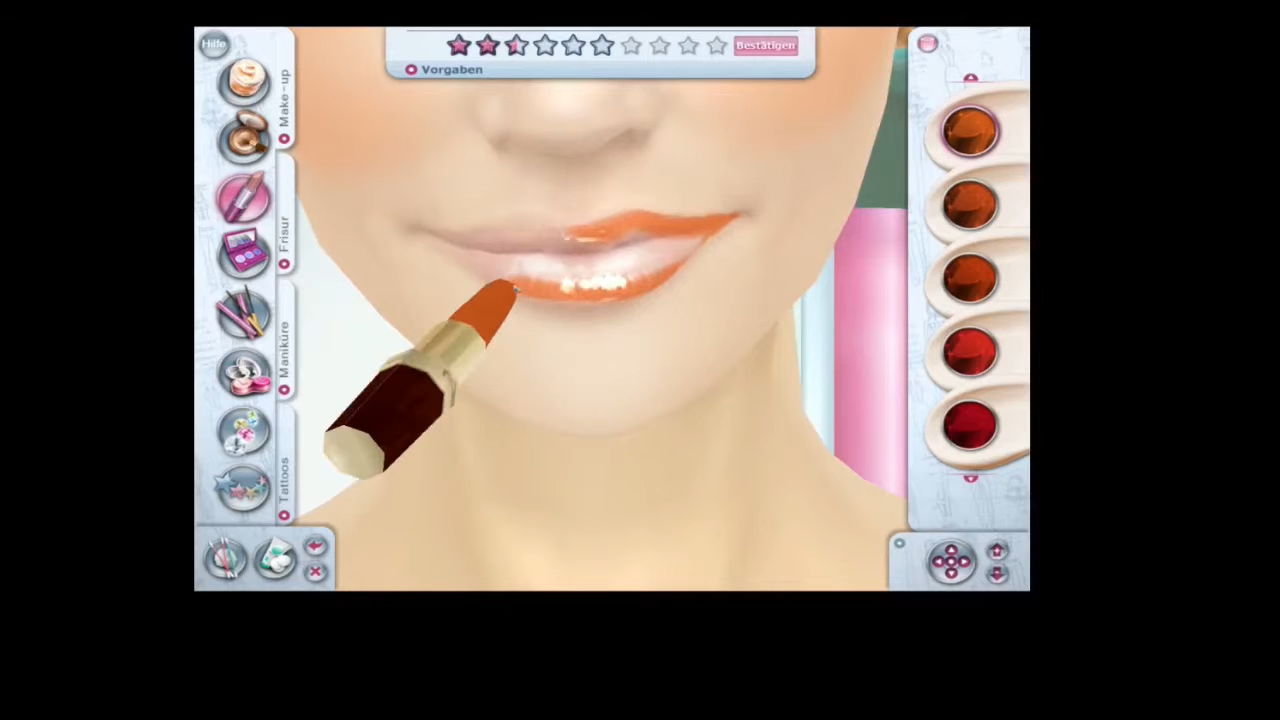 Hilfe
Bestätigen
Vorgaben
Make-up
Frisur
Maniküre
Tattoos